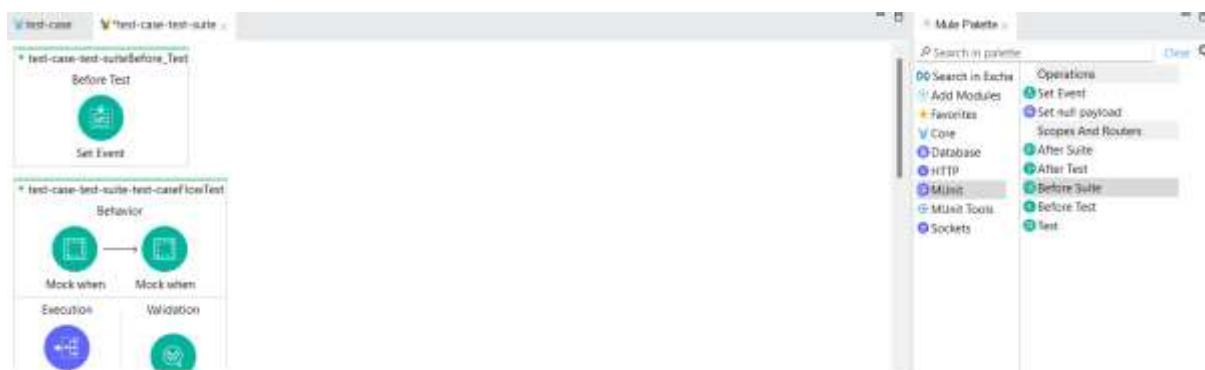 test-case
*test-case-test-suite
test-case-test-suiteBefore_Test
Before Test
Set Event
test-case-test-suite-test-caseFlowTest
Behavior
Mock when
Mock when
Execution
Validation
Mule Palette
Search in palette
Clear
Search in Excha
Add Modules
Favorites
Core
Database
HTTP
MUnit
MUnit Tools
Sockets
Operations
Set Event
Set null payload
Scopes And Routers
After Suite
After Test
Before Suite
Before Test
Test